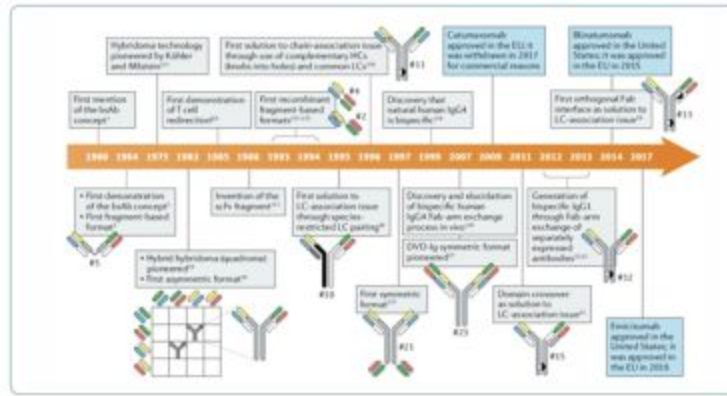 Hybridoma technology
pioneered by Köhler
and Milstein
First solution to chain-association issue
through use of complementary HCs
(knobs into holes) and common LCs
#11
Catumaxomab
approved in the EU; it
was withdrawn in 2017
for commercial reasons
Blinatumomab
approved in the United
States; it was approved
in the EU in 2015
First mention
of the bsAb
concept
First demonstration
of T cell
redirection
First recombinant
fragment-based
formats
#2
Discovery that
natural human IgG4
is bispecific
First orthogonal Fab
interface as solution to
LC-association issue
#13
1960 1964 1975 1983 1985 1988 1993 1994 1995 1996 1997 1999 2007 2009 2011 2012 2013 2014 2017
• First demonstration
of the bsAb concept
• First fragment-based
format
Invention of the
scFv fragment
First solution to
LC-association issue
through species-
restricted LC pairing
#10
Discovery and elucidation
of bispecific human
IgG4 Fab-arm exchange
process in vivo
DVD-Ig symmetric format
pioneered
#25
Generation of
bispecific IgG1
through Fab-arm
exchange of
separately
expressed
antibodies
#12
• Hybrid hybridoma (quadroma)
pioneered
• First asymmetric format
First symmetric
format
Domain crossover
as solution to
LC-association issue
#15
Emicizumab
approved in the
United States; it
was approved in
the EU in 2018